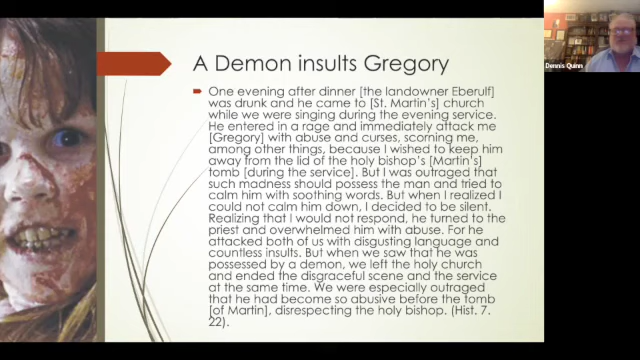 A Demon insults Gregory
One evening after dinner [the landowner Eberulf]
was drunk and he came to [St. Martin's] church
while we were singing during the evening service.
He entered in a rage and immediately attack me
[Gregory] with abuse and curses, scorning me,
among other things, because I wished to keep him
away from the lid of the holy bishop's [Martin's]
tomb [during the service]. But I was outraged that
such madness should possess the man and tried to
calm him with soothing words. But when I realized I
could not calm him down, I decided to be silent.
Realizing that I would not respond, he turned to the
priest and overwhelmed him with abuse. For he
attacked both of us with disgusting language and
countless insults. But when we saw that he was
possessed by a demon, we left the holy church
and ended the disgraceful scene and the service
at the same time. We were especially outraged
that he had become so abusive before the tomb
[of Martin], disrespecting the holy bishop. (Hist. 7.
22).
Dennis Quinn